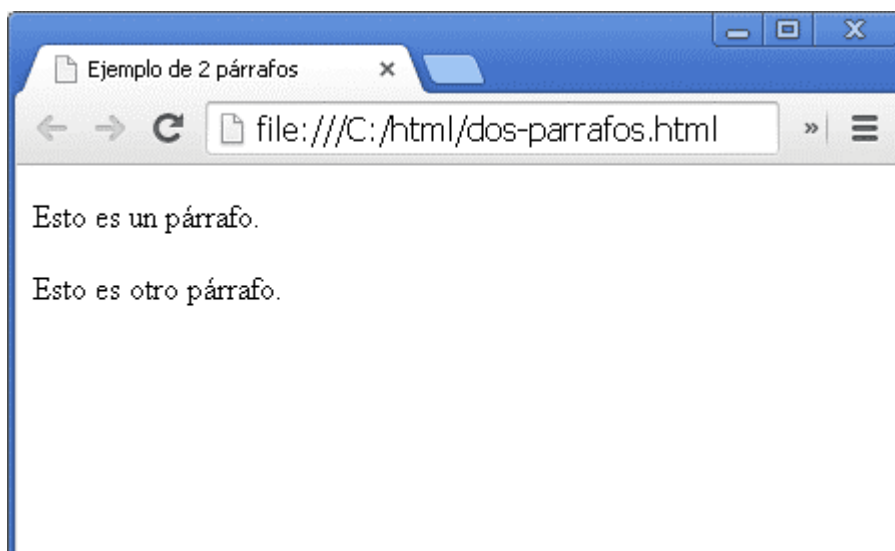 Ejemplo de 2 párrafos
file:///C:/html/dos-parrafos.html
Esto es un párrafo.
Esto es otro párrafo.